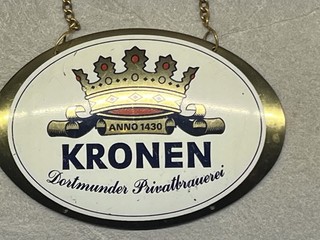 ANNO 1430
KRONEN
Dortmunder Privatbrauerei